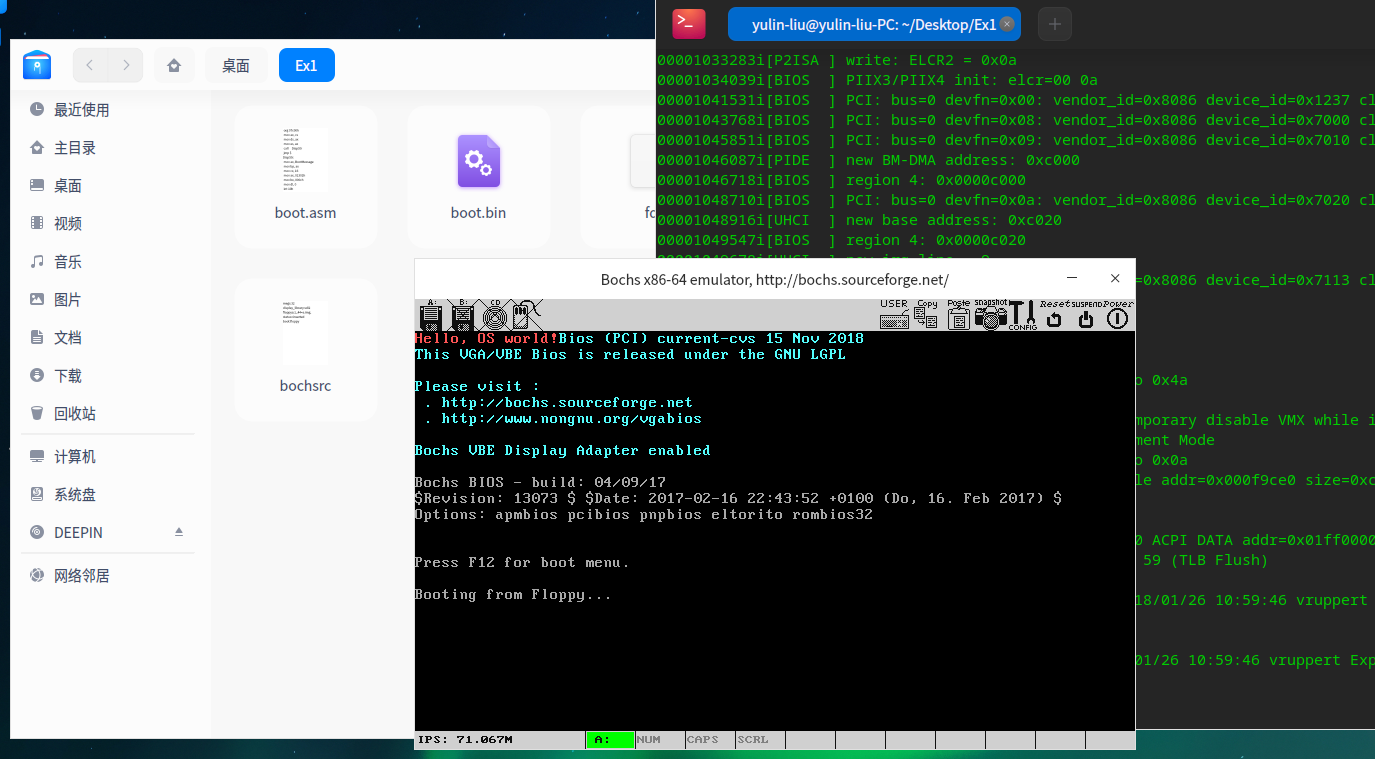 桌面
Ex1
最近使用
主目录
桌面
视频
音乐
图片
文档
下载
回收站
计算机
系统盘
DEEPIN
网络邻居
boot.asm
boot.bin
bochsrc
yulin-liu@yulin-liu-PC: ~/Desktop/Ex1
00001033283i[P2ISA ] write: ELCR2 = 0x0a
00001034039i[BIOS  ] PIIX3/PIIX4 init: elcr=00 0a
00001041531i[BIOS  ] PCI: bus=0 devfn=0x00: vendor_id=0x8086 device_id=0x1237 cl
00001043768i[BIOS  ] PCI: bus=0 devfn=0x08: vendor_id=0x8086 device_id=0x7000 cl
00001045851i[BIOS  ] PCI: bus=0 devfn=0x09: vendor_id=0x8086 device_id=0x7010 cl
00001046087i[PIDE  ] new BM-DMA address: 0xc000
00001046718i[BIOS  ] region 4: 0x0000c000
00001048710i[BIOS  ] PCI: bus=0 devfn=0x0a: vendor_id=0x8086 device_id=0x7020 cl
00001048916i[UHCI  ] new base address: 0xc020
00001049547i[BIOS  ] region 4: 0x0000c020
=0x8086 device_id=0x7113 cl
o 0x4a
mporary disable VMX while i
ment Mode
o 0x0a
le addr=0x000f9ce0 size=0xc
0 ACPI DATA addr=0x01ff0000
59 (TLB Flush)
18/01/26 10:59:46 vruppert
01/26 10:59:46 vruppert Exp
Bochs x86-64 emulator, http://bochs.sourceforge.net/
A: B: CD USER Copy Paste snapshot CONFIG Reset SUSPEND Power
Hello, OS world!Bios (PCI) current-cvs 15 Nov 2018
This VGA/VBE Bios is released under the GNU LGPL
Please visit :
. http://bochs.sourceforge.net
. http://www.nongnu.org/vgabios
Bochs VBE Display Adapter enabled
Bochs BIOS - build: 04/09/17
$Revision: 13073 $ $Date: 2017-02-16 22:43:52 +0100 (Do, 16. Feb 2017) $
Options: apmbios pcibios pnpbios eltorito rombios32
Press F12 for boot menu.
Booting from Floppy...
IPS: 71.067M A: NUM CAPS SCRL